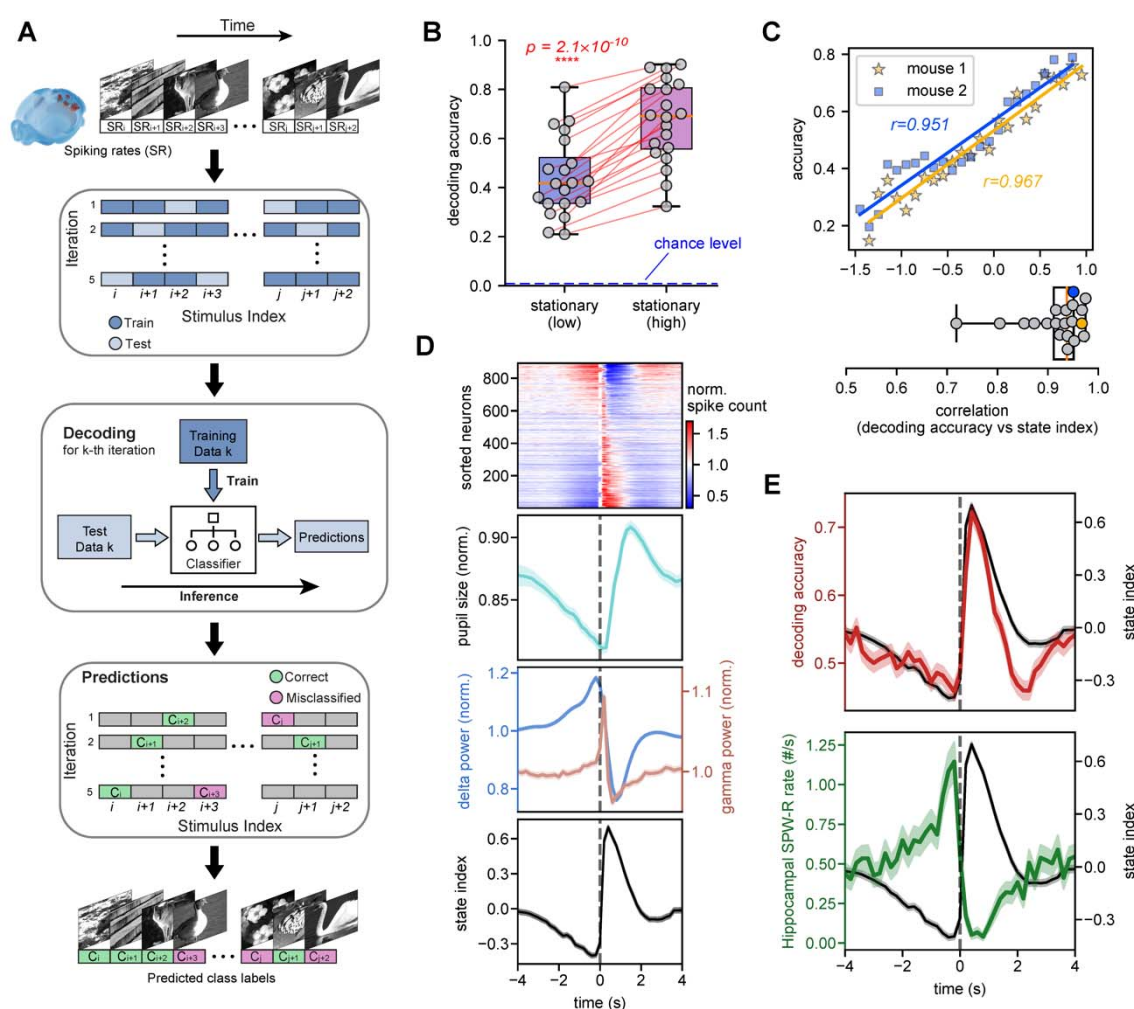 A
Time
SRi SRi+1 SRi+2 SRi+3 SRj SRj+1 SRj+2
Spiking rates (SR)
Iteration
1
2
5
i i+1 i+2 i+3 j j+1 j+2
Stimulus Index
Train
Test
Decoding
for k-th iteration
Training
Data k
Train
Test
Data k
Classifier
Predictions
Inference
Predictions
Correct
Misclassified
Iteration
1 Ci+2 Cj
2 Ci+1 Cj+1
5 Ci Ci+3
i i+1 i+2 i+3 j j+1 j+2
Stimulus Index
Ci Ci+1 Ci+2 Ci+3 Cj Cj+1 Cj+2
Predicted class labels
B
p = 2.1×10-10
****
decoding accuracy
1.0
0.8
0.6
0.4
0.2
0.0
chance level
stationary
(low)
stationary
(high)
C
mouse 1
mouse 2
r=0.951
r=0.967
accuracy
0.8
0.6
0.4
0.2
-1.5 -1.0 -0.5 0.0 0.5 1.0
0.5 0.6 0.7 0.8 0.9 1.0
correlation
(decoding accuracy vs state index)
D
sorted neurons
800
600
400
200
norm.
spike count
1.5
1.0
0.5
pupil size (norm.)
0.90
0.85
delta power (norm.)
1.2
1.0
0.8
gamma power (norm.)
1.1
1.0
state index
0.6
0.3
0.0
-0.3
-4 -2 0 2 4
time (s)
E
decoding accuracy
0.7
0.6
0.5
state index
0.6
0.3
0.0
-0.3
Hippocampal SPW-R rate (#/s)
1.25
1.00
0.75
0.50
0.25
0.00
state index
0.6
0.3
0.0
-0.3
-4 -2 0 2 4
time (s)